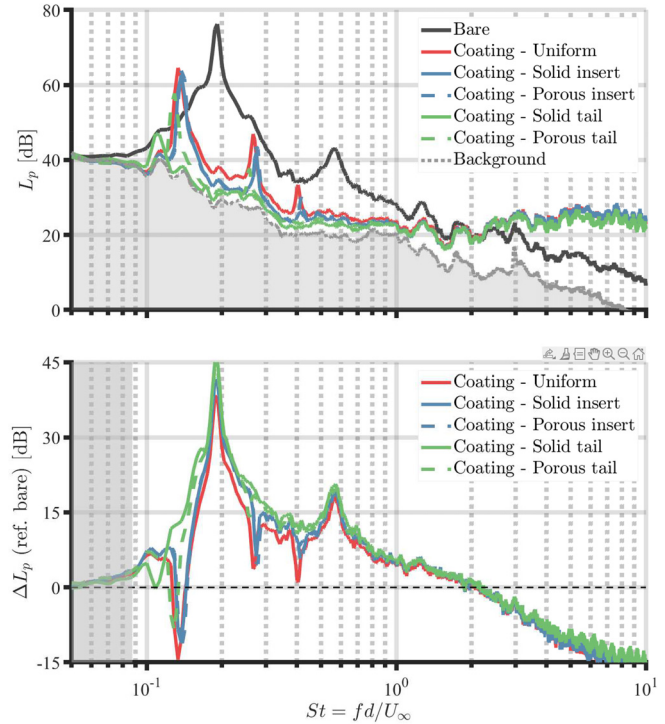 80
60
40
20
0
L_p [dB]
Bare
Coating - Uniform
Coating - Solid insert
Coating - Porous insert
Coating - Solid tail
Coating - Porous tail
Background
45
30
15
0
-15
ΔL_p (ref. bare) [dB]
Coating - Uniform
Coating - Solid insert
Coating - Porous insert
Coating - Solid tail
Coating - Porous tail
10^-1 10^0 10^1
St = fd/U_∞